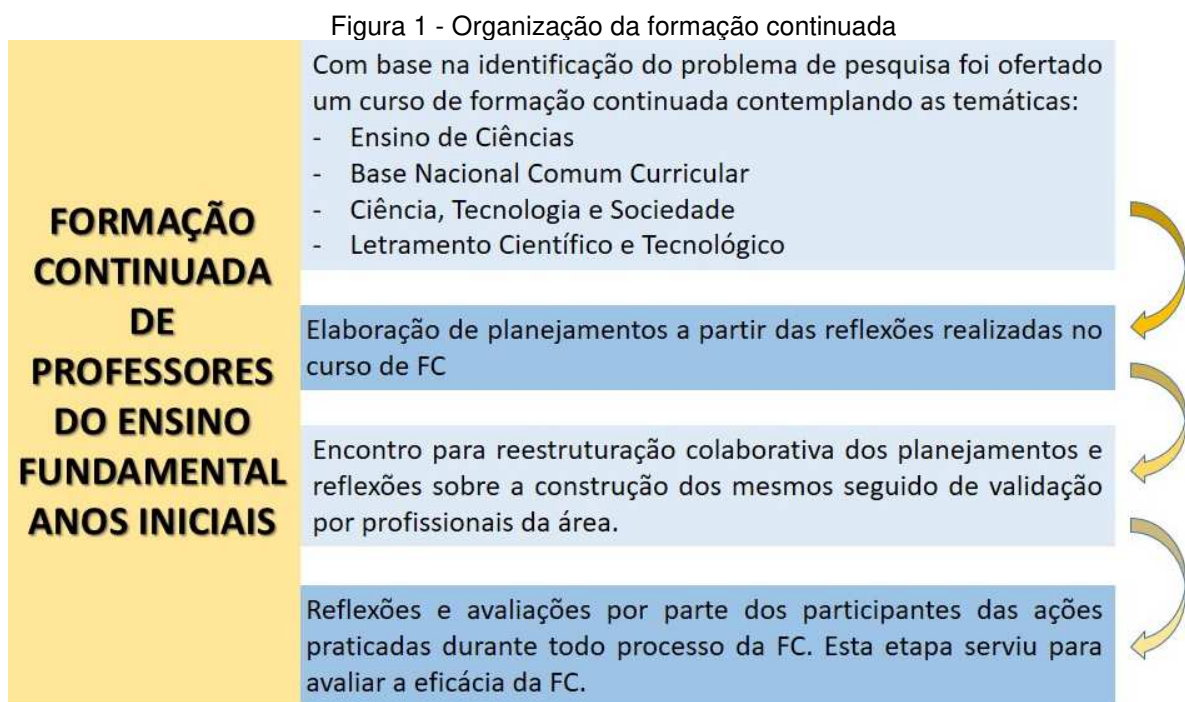 Figura 1 - Organização da formação continuada
FORMAÇÃO
CONTINUADA
DE
PROFESSORES
DO ENSINO
FUNDAMENTAL
ANOS INICIAIS
Com base na identificação do problema de pesquisa foi ofertado
um curso de formação continuada contemplando as temáticas:
- Ensino de Ciências
- Base Nacional Comum Curricular
- Ciência, Tecnologia e Sociedade
- Letramento Científico e Tecnológico
Elaboração de planejamentos a partir das reflexões realizadas no
curso de FC
Encontro para reestruturação colaborativa dos planejamentos e
reflexões sobre a construção dos mesmos seguido de validação
por profissionais da área.
Reflexões e avaliações por parte dos participantes das ações
praticadas durante todo processo da FC. Esta etapa serviu para
avaliar a eficácia da FC.